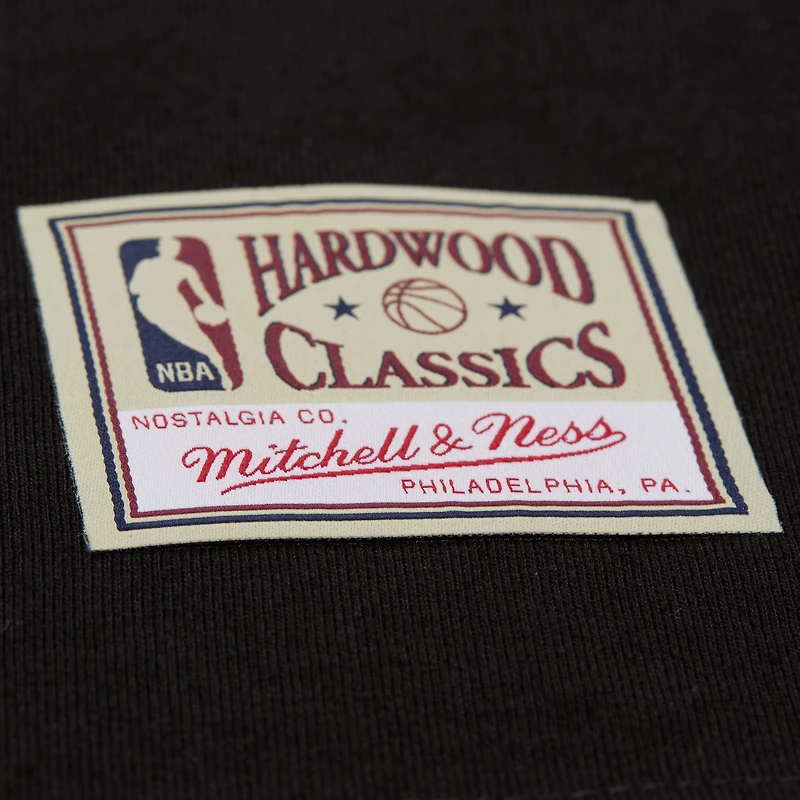 HARDWOOD
CLASSICS
NBA
NOSTALGIA CO.
Mitchell & Ness
PHILADELPHIA, PA.